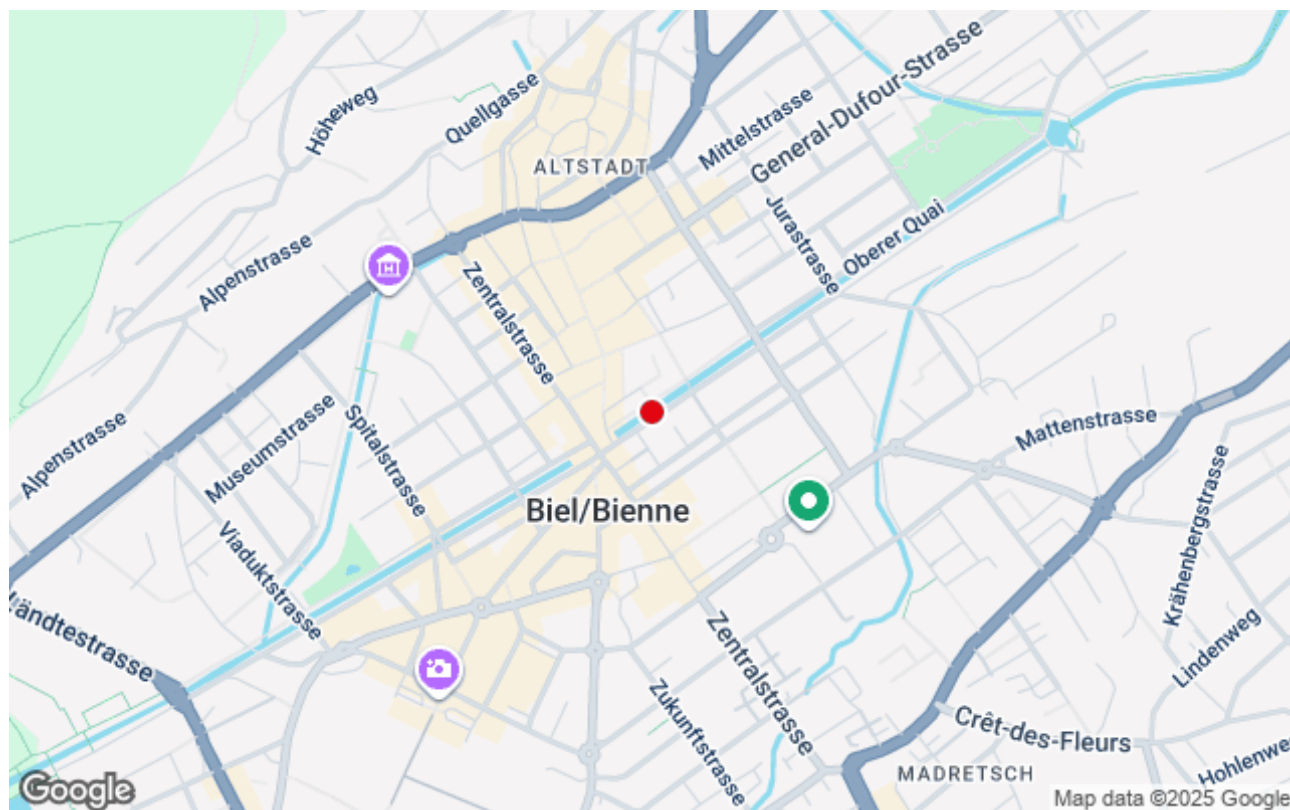 Höheweg
Quellgasse
ALTSTADT
Mittelstrasse
General-Dufour-Strasse
Jurastrasse
Oberer Quai
Alpenstrasse
Zentralstrasse
Alpenstrasse
Museumstrasse
Spitalstrasse
Mattenstrasse
Biel/Bienne
Krähenbergstrasse
Viaduktstrasse
Ländtestrasse
Zentralstrasse
Zukunftstrasse
Lindenweg
Crêt-des-Fleurs
Hohlenwe
MADRETSCH
Google
Map data ©2025 Google